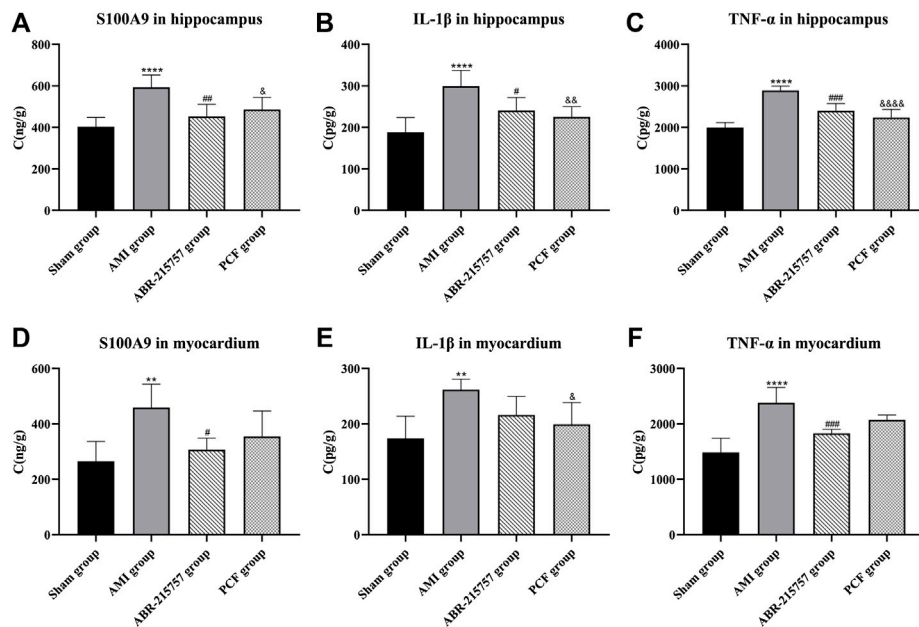 A
S100A9 in hippocampus
C(ng/g)
800
600
400
200
0
****
##
&
Sham group
AMI group
ABR-215757 group
PCF group
B
IL-1β in hippocampus
C(pg/g)
400
300
200
100
0
****
#
&&
Sham group
AMI group
ABR-215757 group
PCF group
C
TNF-α in hippocampus
C(pg/g)
4000
3000
2000
1000
0
****
###
&&&&
Sham group
AMI group
ABR-215757 group
PCF group
D
S100A9 in myocardium
C(ng/g)
600
400
200
0
**
#
Sham group
AMI group
ABR-215757 group
PCF group
E
IL-1β in myocardium
C(pg/g)
300
200
100
0
**
&
Sham group
AMI group
ABR-215757 group
PCF group
F
TNF-α in myocardium
C(pg/g)
3000
2000
1000
0
****
###
Sham group
AMI group
ABR-215757 group
PCF group